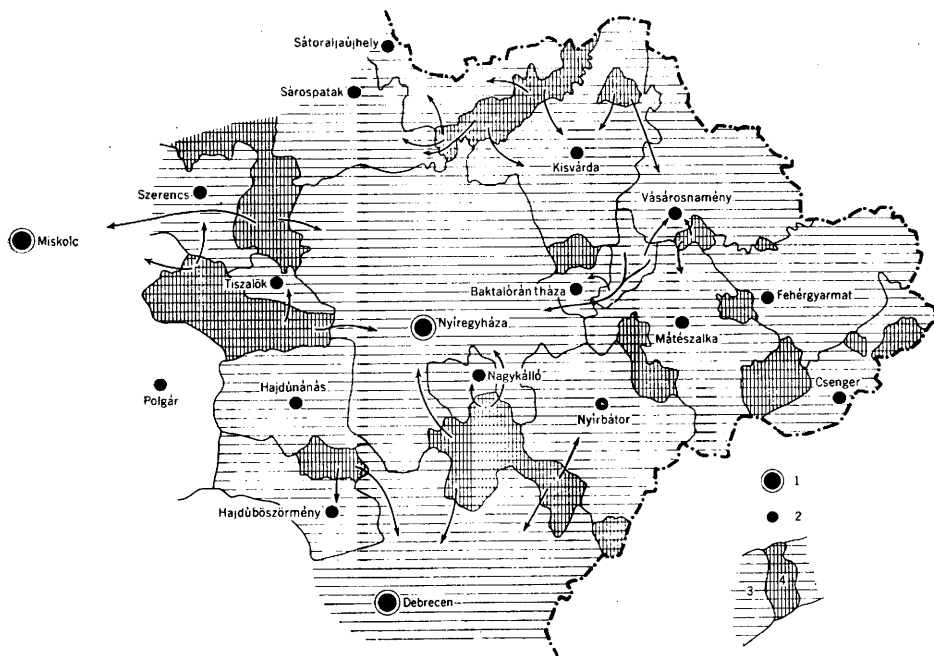 Sátoraljaújhely
Sárospatak
Kisvárda
Szerencs
Vásárosnamény
Miskolc
Tiszalök
Baktalórántháza
Fehérgyarmat
Nyíregyháza
Mátészalka
Nagykálló
Polgár
Hajdúnánás
Nyírbátor
Csenger
1
Hajdúböszörmény
2
3
4
Debrecen